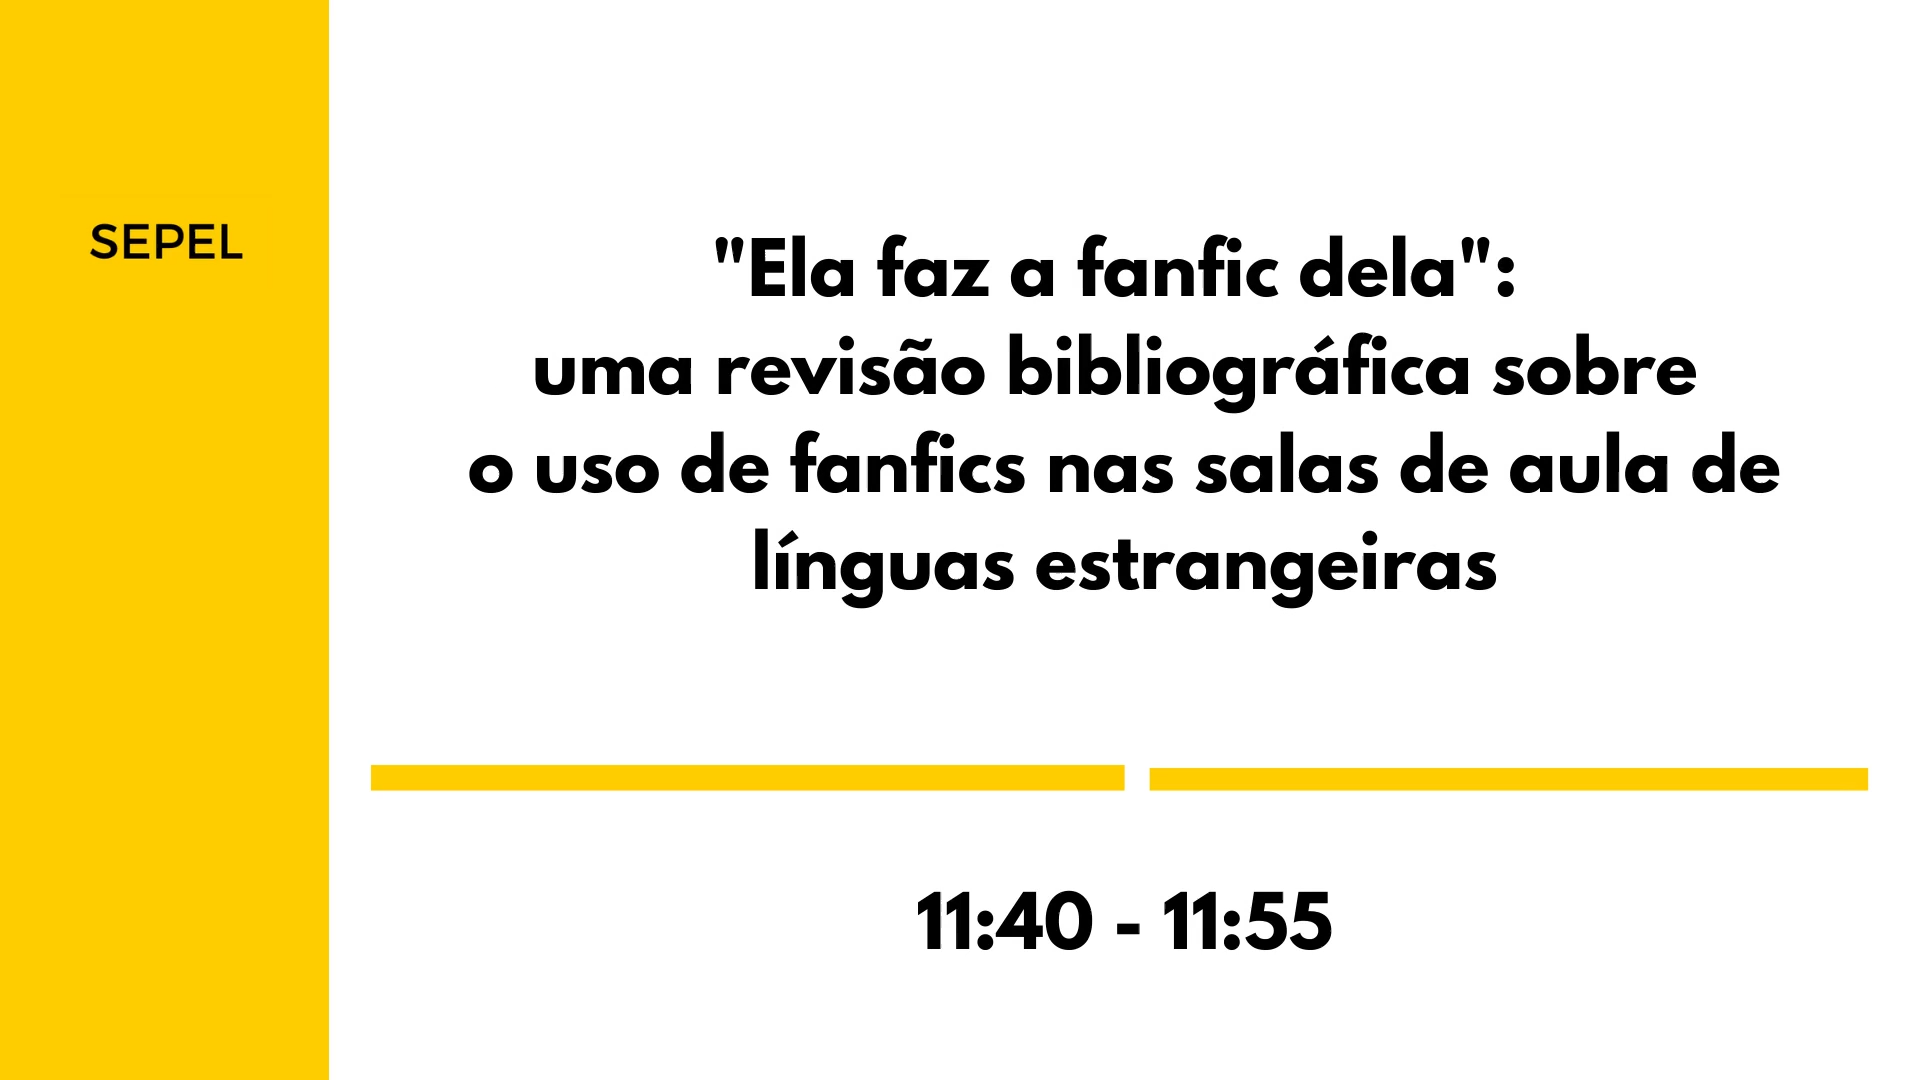 SEPEL
"Ela faz a fanfic dela":
uma revisão bibliográfica sobre
o uso de fanfics nas salas de aula de
línguas estrangeiras
11:40 - 11:55